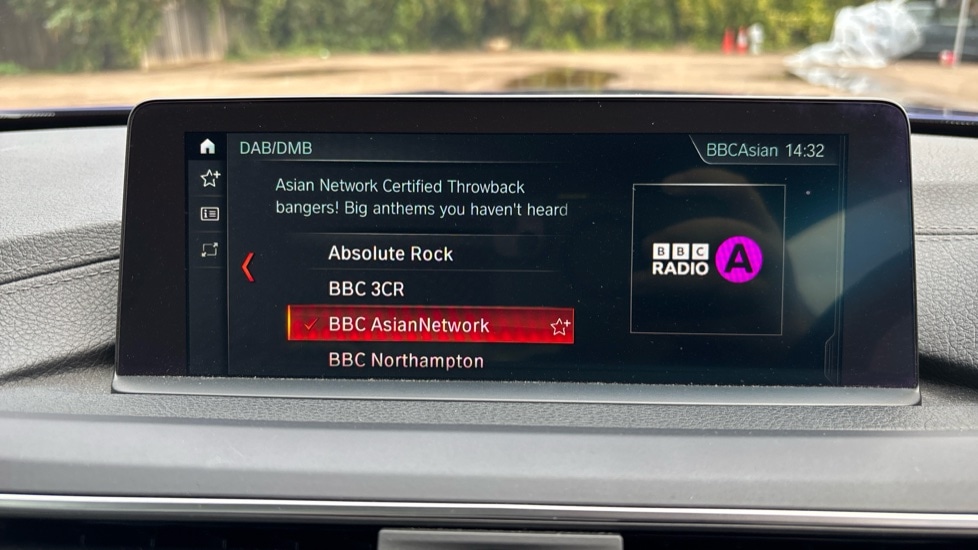 DAB/DMB
BBCAsian 14:32
Asian Network Certified Throwback
bangers! Big anthems you haven't heard
Absolute Rock
BBC 3CR
BBC AsianNetwork
BBC Northampton
BBC
RADIO A